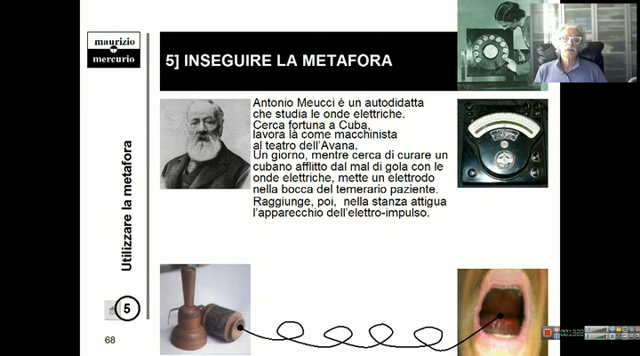 maurizio
mercurio
5] INSEGUIRE LA METAFORA
Antonio Meucci è un autodidatta
che studia le onde elettriche.
Cerca fortuna a Cuba,
lavora là come macchinista
al teatro dell'Avana.
Un giorno, mentre cerca di curare un
cubano afflitto dal mal di gola con le
onde elettriche, mette un elettrodo
nella bocca del temerario paziente.
Raggiunge, poi, nella stanza attigua
l'apparecchio dell'elettro-impulso.
Utilizzare la metafora
5
68